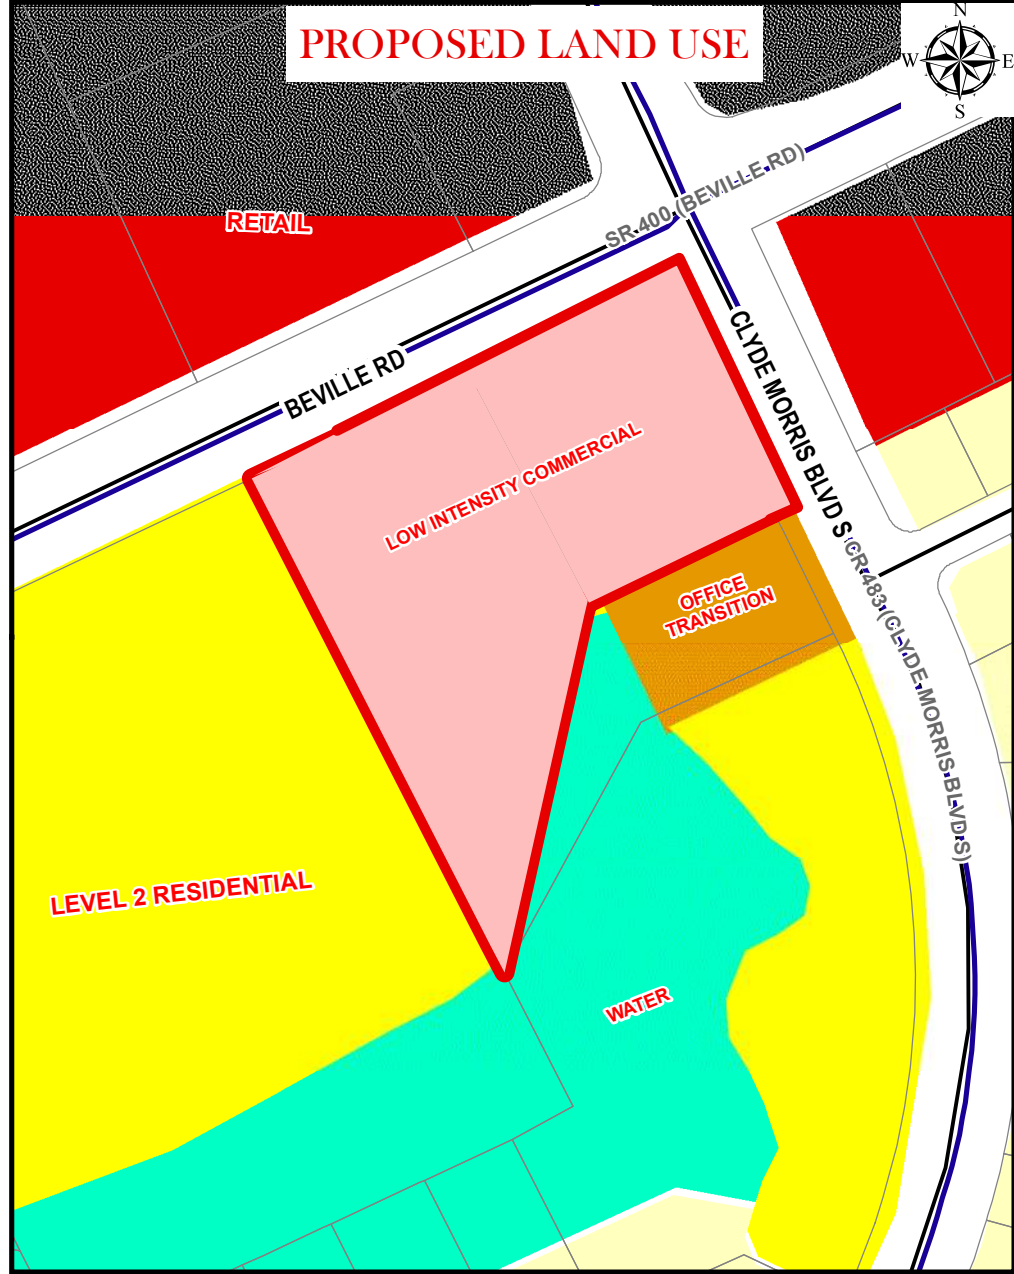 PROPOSED LAND USE
N
W E
S
SR-400 (BEVILLE RD)
RETAIL
BEVILLE RD
CLYDE MORRIS BLVD S
LOW INTENSITY COMMERCIAL
CR-483 (CLYDE MORRIS BLVD S)
OFFICE
TRANSITION
LEVEL 2 RESIDENTIAL
WATER